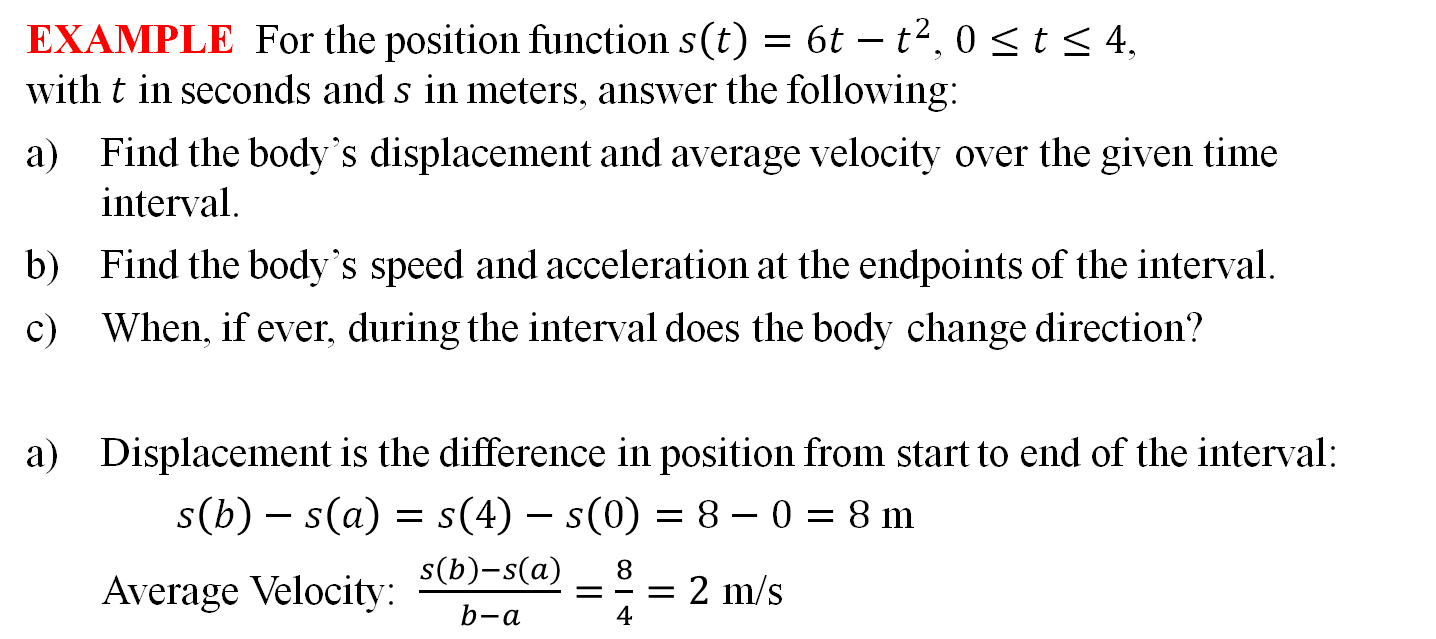 EXAMPLE For the position function s(t) = 6t − t², 0 ≤ t ≤ 4,
with t in seconds and s in meters, answer the following:
a) Find the body’s displacement and average velocity over the given time
interval.
b) Find the body’s speed and acceleration at the endpoints of the interval.
c) When, if ever, during the interval does the body change direction?
a) Displacement is the difference in position from start to end of the interval:
s(b) − s(a) = s(4) − s(0) = 8 − 0 = 8 m
Average Velocity: (s(b)−s(a))/(b−a) = 8/4 = 2 m/s